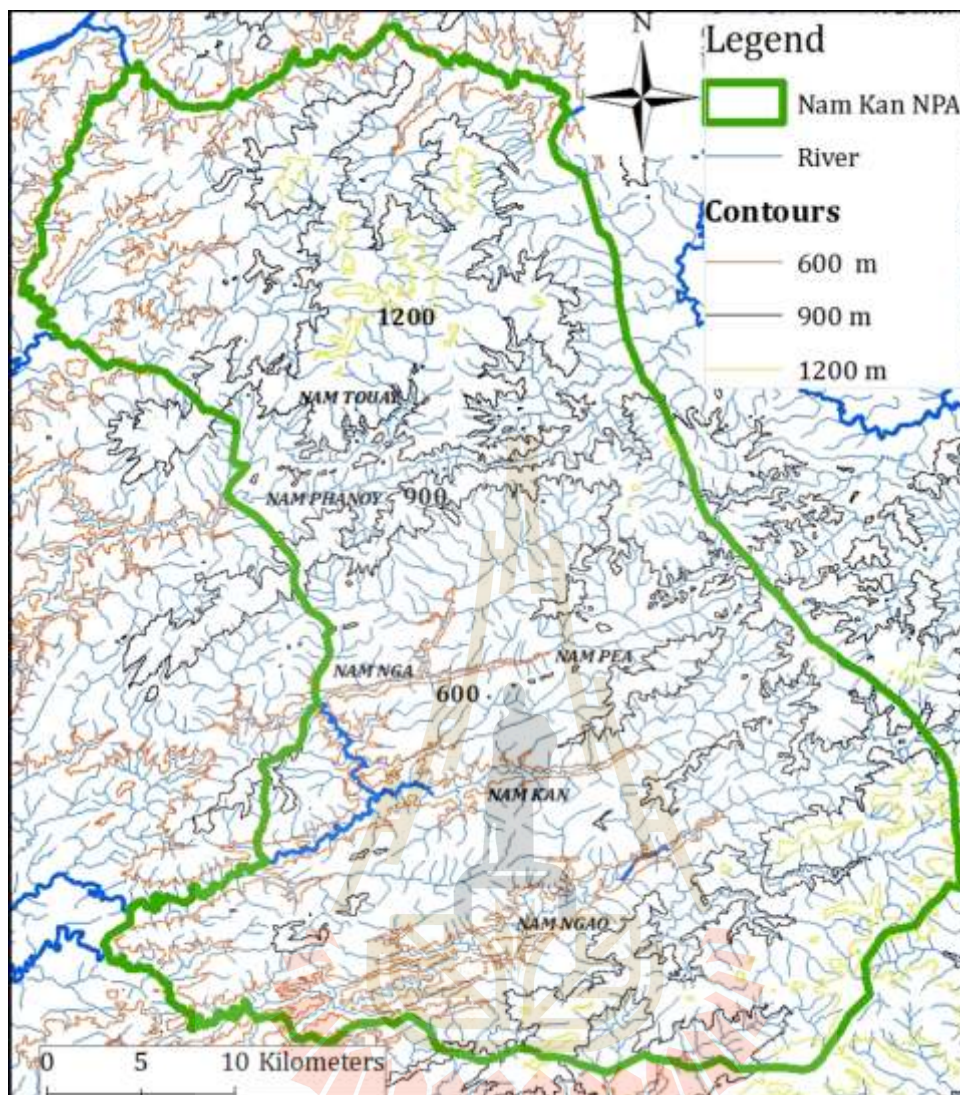 N
Legend
Nam Kan NPA
River
Contours
600 m
900 m
1200 m
1200
NAM TOUAY
NAM PHANOY
900
NAM PEA
NAM NGA
600
NAM KAN
NAM NGAO
0 5 10 Kilometers